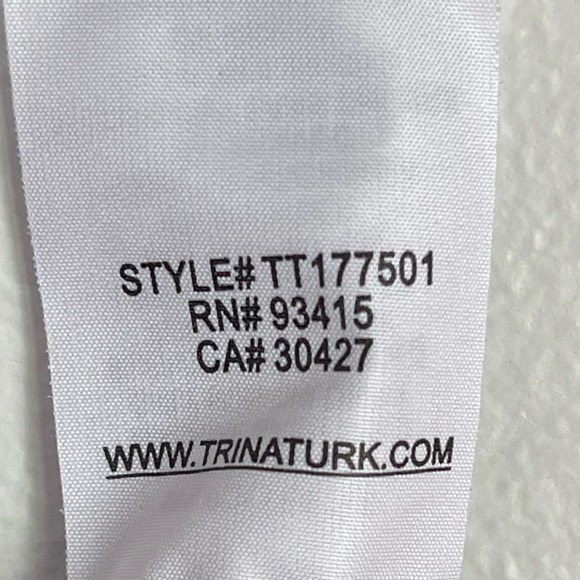 STYLE# TT177501
RN# 93415
CA# 30427
WWW.TRINATURK.COM